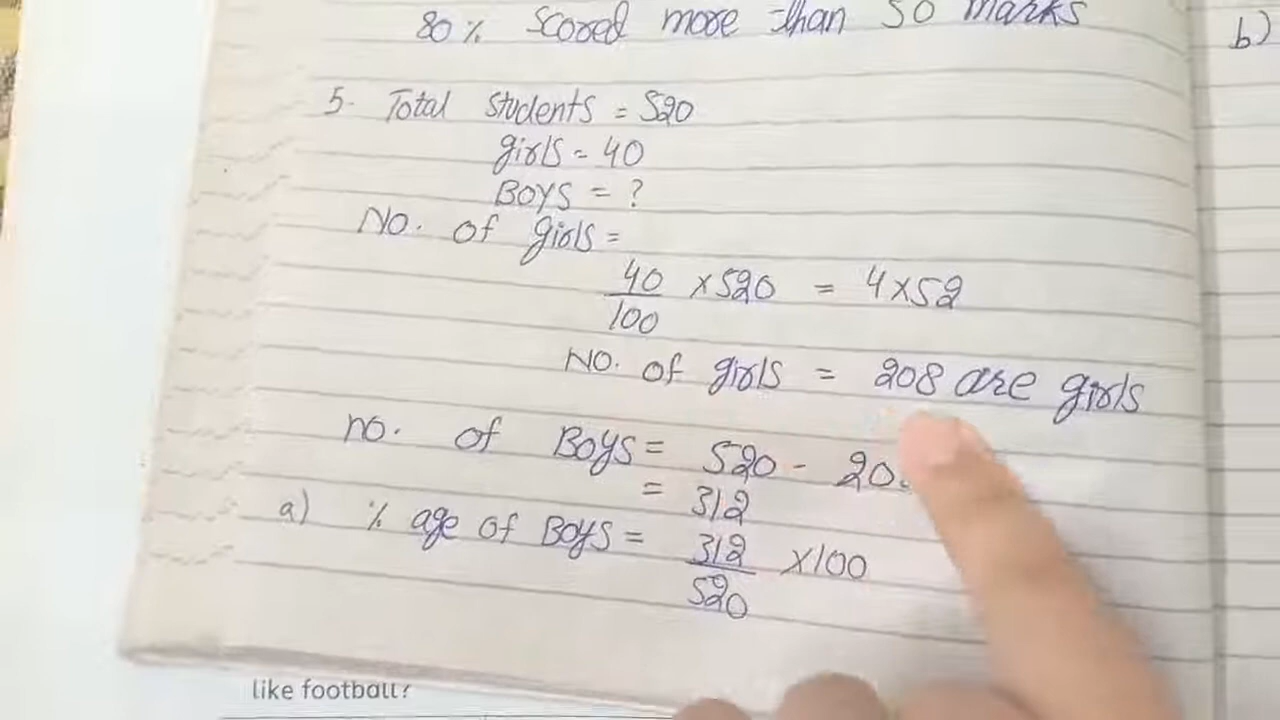 80% Scored more than 50 marks
b)
5. Total students = 520
girls = 40
Boys = ?
No. of girls =
40/100 ×520 = 4×52
No. of girls = 208 are girls
no. of Boys = 520 - 20
= 312
a) % age of Boys = 312/520 ×100
like football?